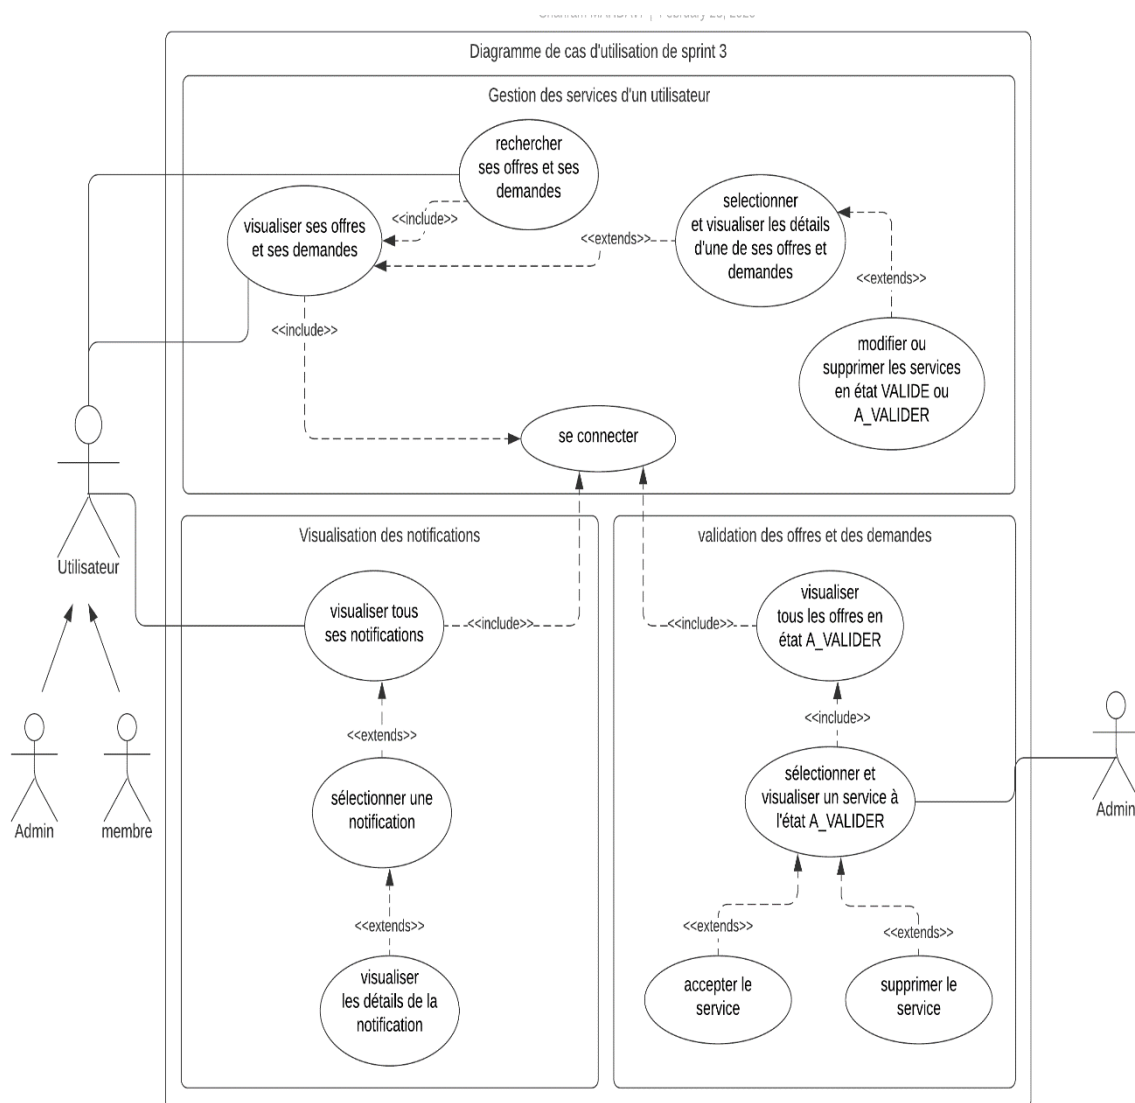 Diagramme de cas d'utilisation de sprint 3
Gestion des services d'un utilisateur
rechercher
ses offres et ses
demandes
<<include>>
visualiser ses offres
et ses demandes
selectionner
et visualiser les détails
d'une de ses offres et
demandes
<<extends>>
<<extends>>
<<include>>
modifier ou
supprimer les services
en état VALIDE ou
A_VALIDER
se connecter
Utilisateur
Admin
membre
Visualisation des notifications
visualiser tous
ses notifications
<<include>>
<<extends>>
sélectionner une
notification
<<extends>>
visualiser
les détails de la
notification
validation des offres et des demandes
visualiser
tous les offres en
état A_VALIDER
<<include>>
<<include>>
sélectionner et
visualiser un service à
l'état A_VALIDER
Admin
<<extends>>
<<extends>>
accepter le
service
supprimer le
service